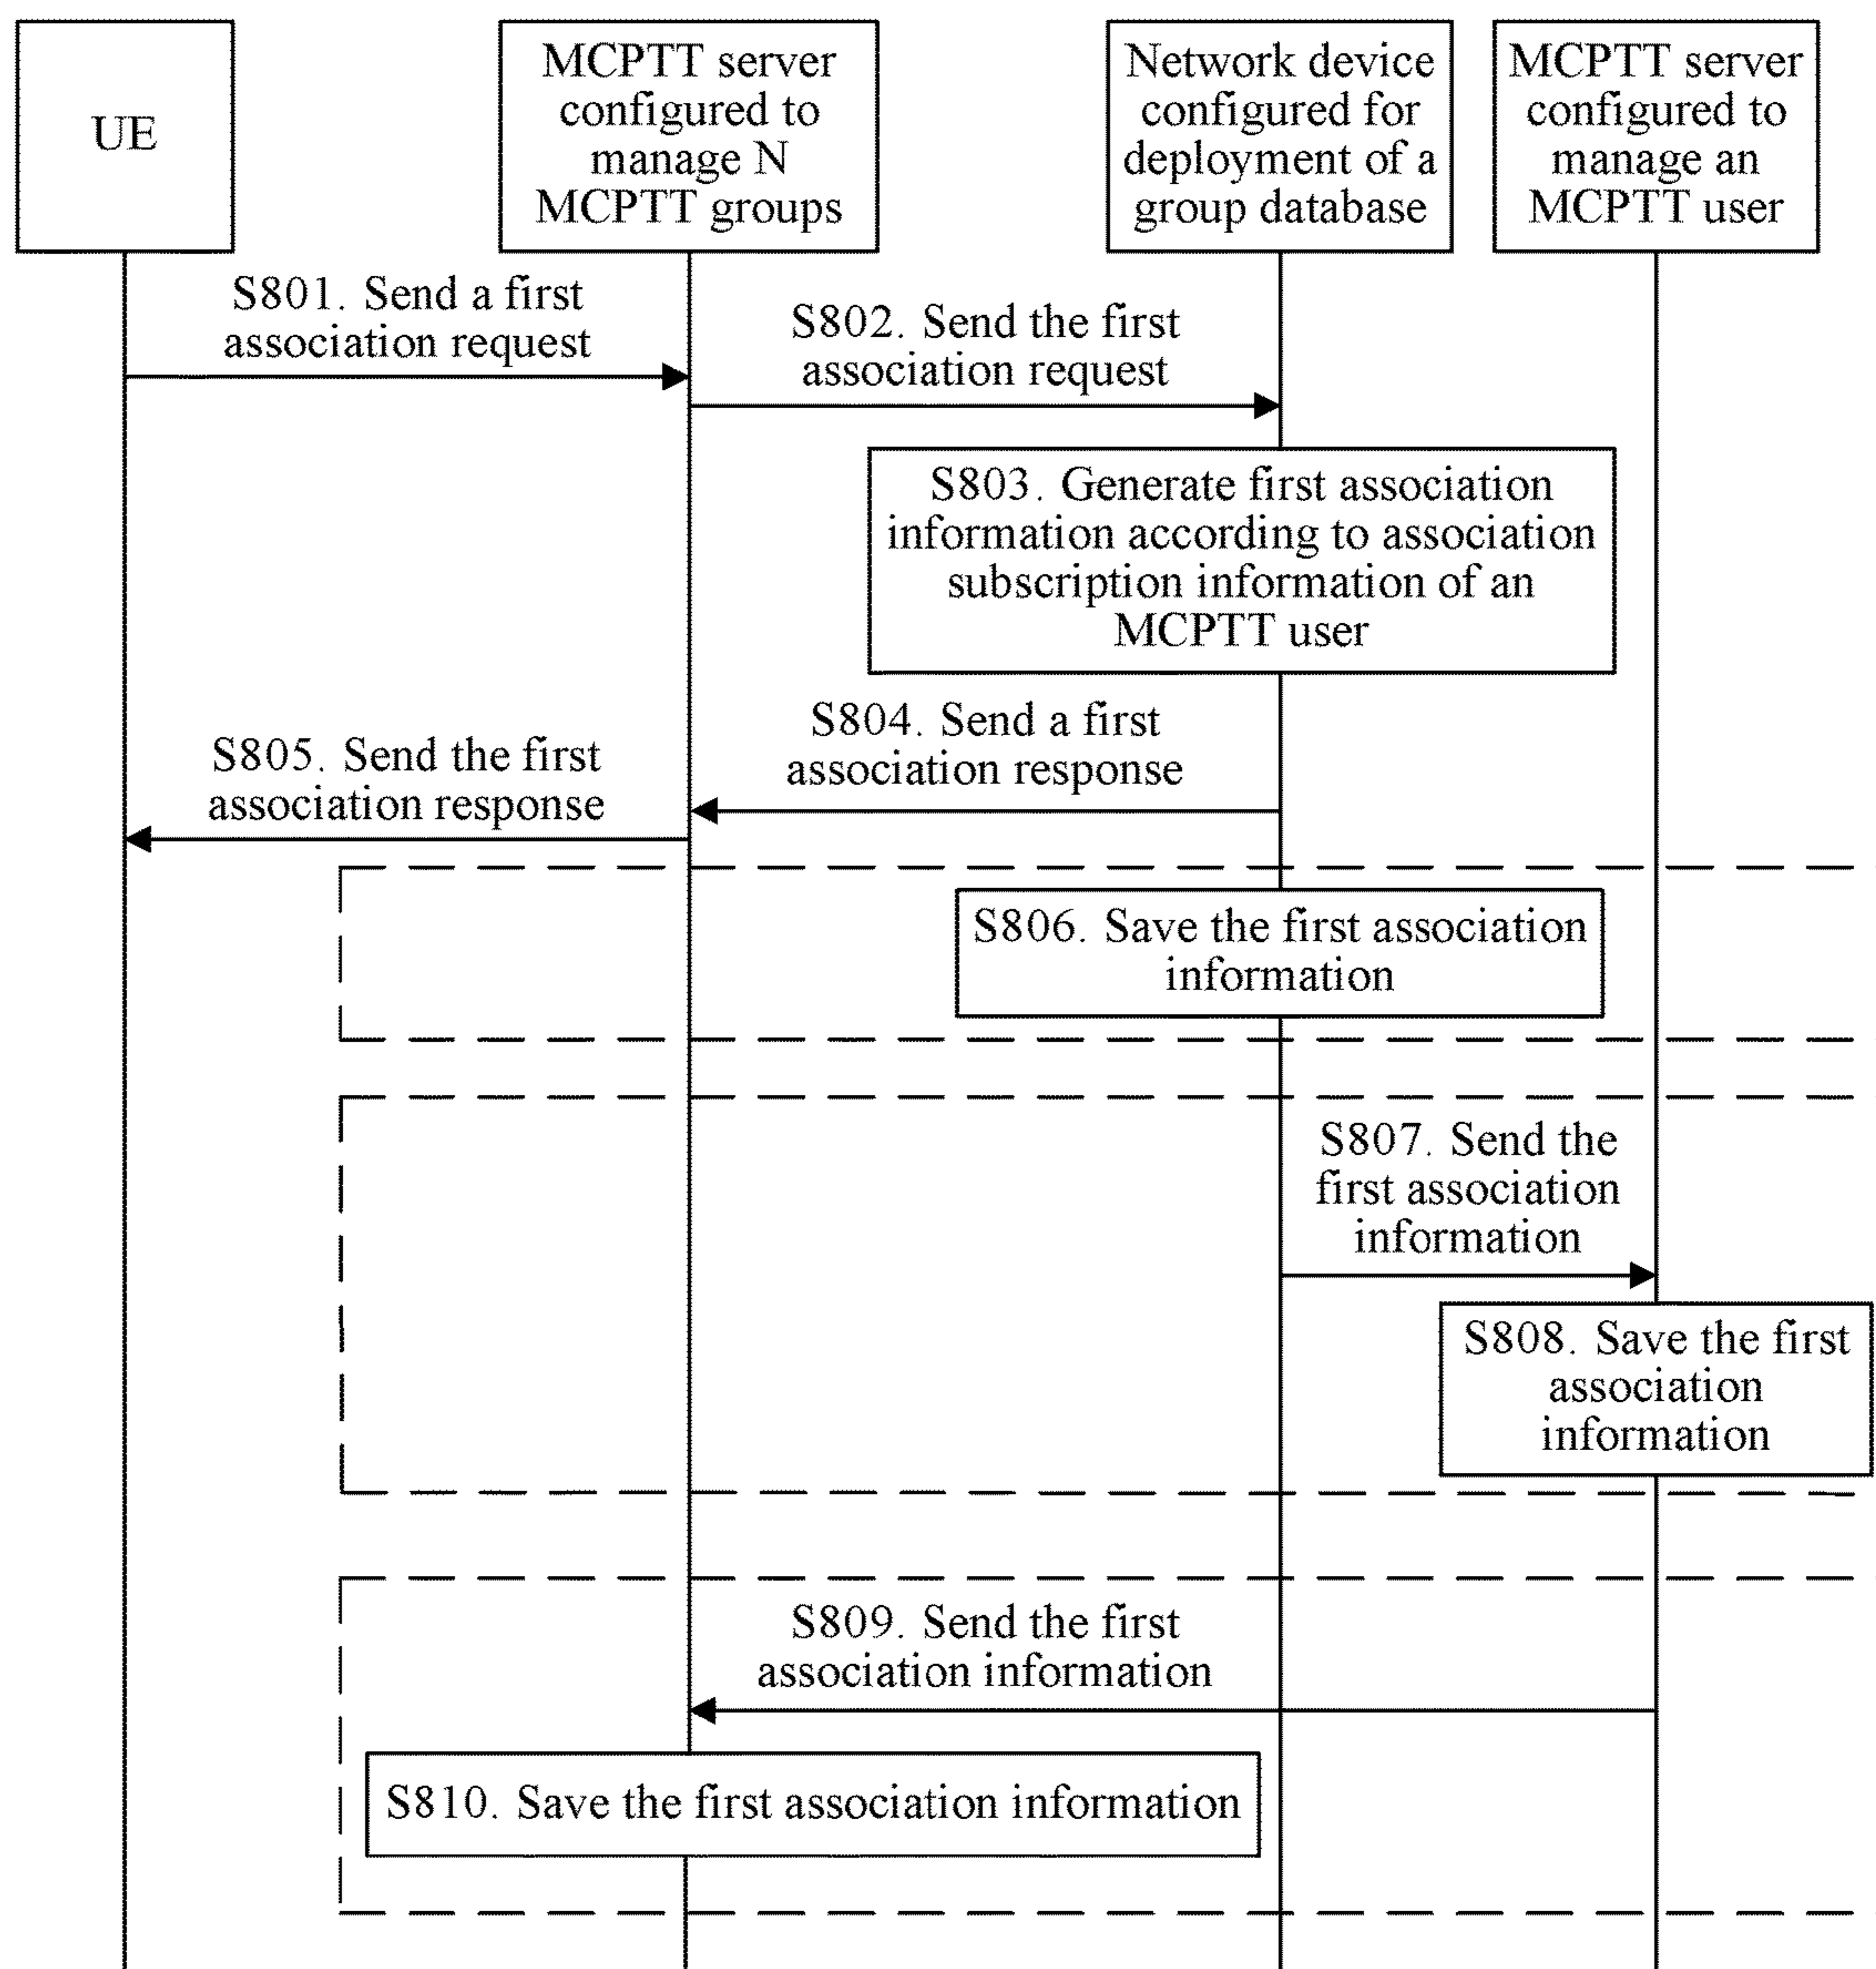 UE
MCPTT server
configured to
manage N
MCPTT groups
Network device
configured for
deployment of a
group database
MCPTT server
configured to
manage an
MCPTT user
S801. Send a first
association request
S802. Send the first
association request
S803. Generate first association
information according to association
subscription information of an
MCPTT user
S804. Send a first
association response
S805. Send the first
association response
S806. Save the first association
information
S807. Send the
first association
information
S808. Save the first
association
information
S809. Send the first
association information
S810. Save the first association information